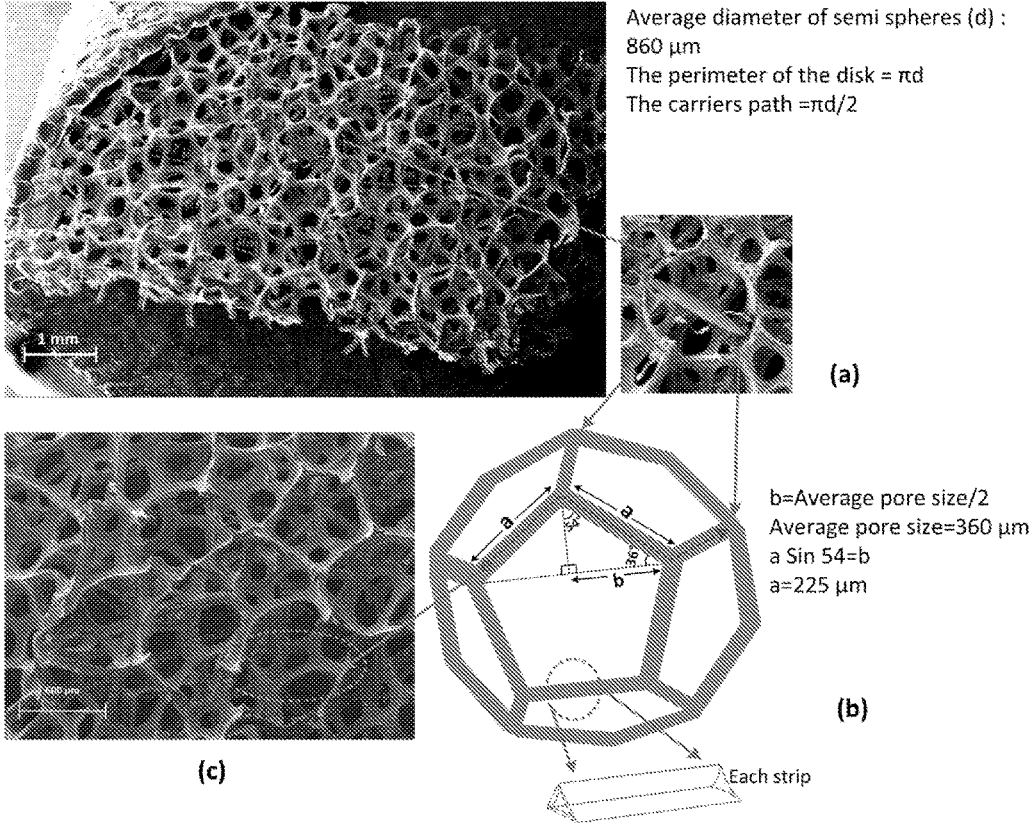 Average diameter of semi spheres (d) :
860 µm
The perimeter of the disk = πd
The carriers path =πd/2
1 mm
(a)
a
a
54
36°
b
b=Average pore size/2
Average pore size=360 µm
a Sin 54=b
a=225 µm
(b)
(c)
Each strip